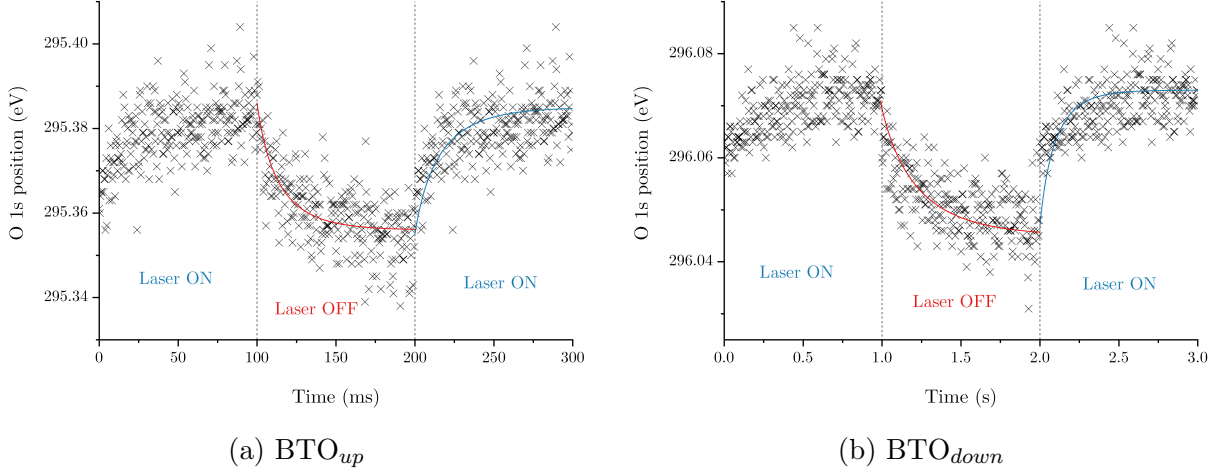 295.40
295.38
295.36
295.34
O 1s position (eV)
Laser ON
Laser OFF
Laser ON
0
50
100
150
200
250
300
Time (ms)
(a) BTO_up
296.08
296.06
296.04
O 1s position (eV)
Laser ON
Laser OFF
Laser ON
0.0
0.5
1.0
1.5
2.0
2.5
3.0
Time (s)
(b) BTO_down